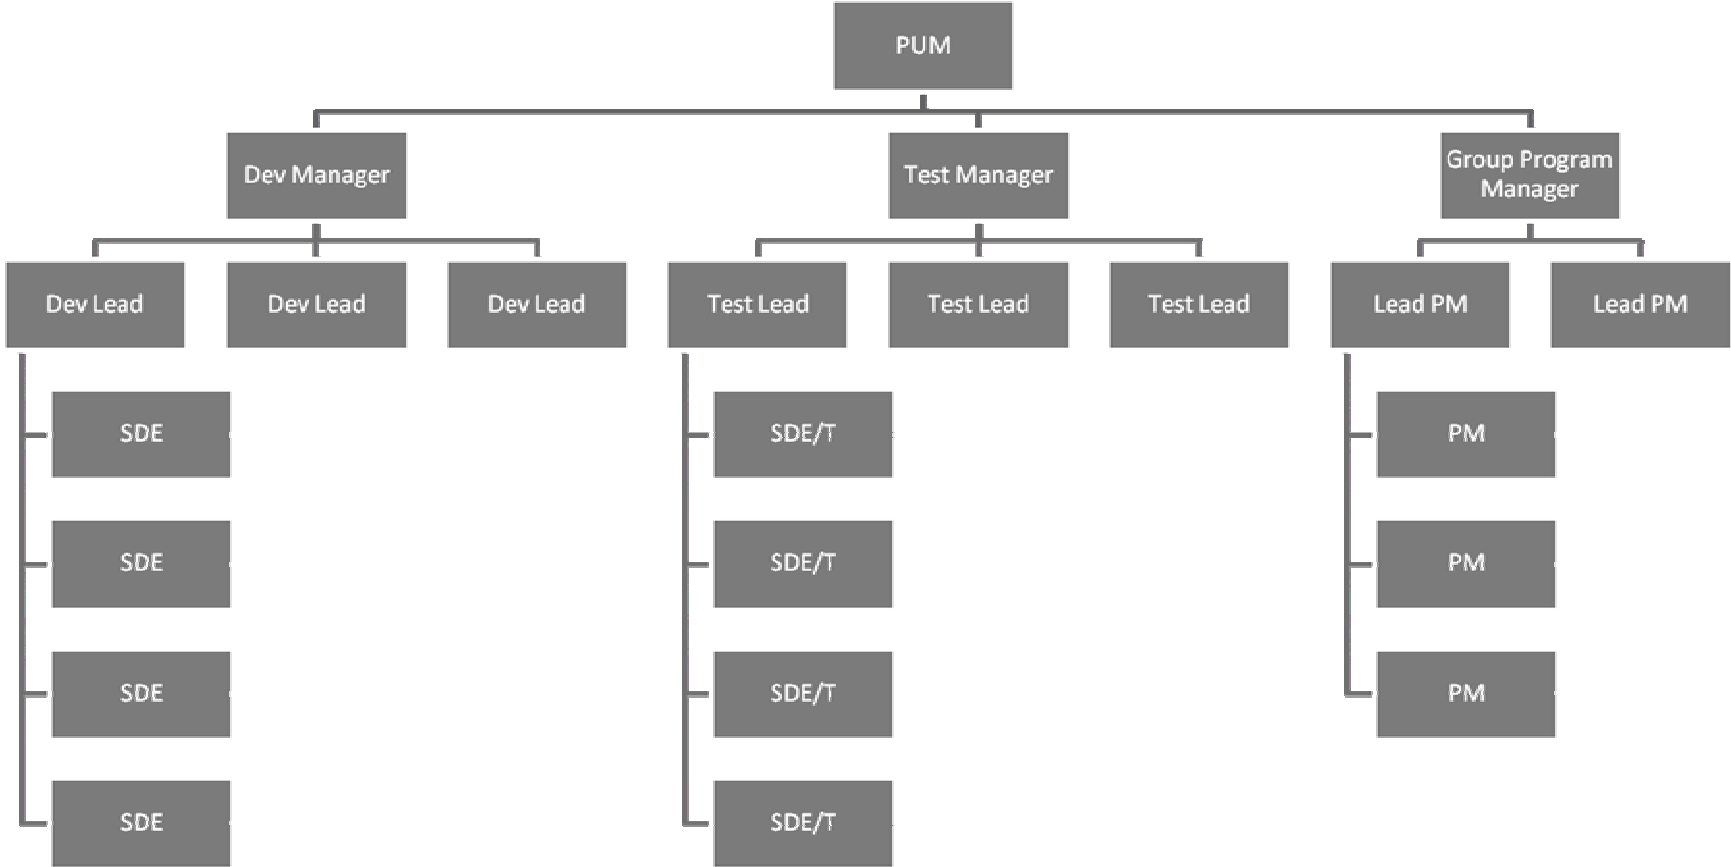 PUM
Dev Manager
Test Manager
Group Program
Manager
Dev Lead
Dev Lead
Dev Lead
Test Lead
Test Lead
Test Lead
Lead PM
Lead PM
SDE
SDE/T
PM
SDE
SDE/T
PM
SDE
SDE/T
PM
SDE
SDE/T